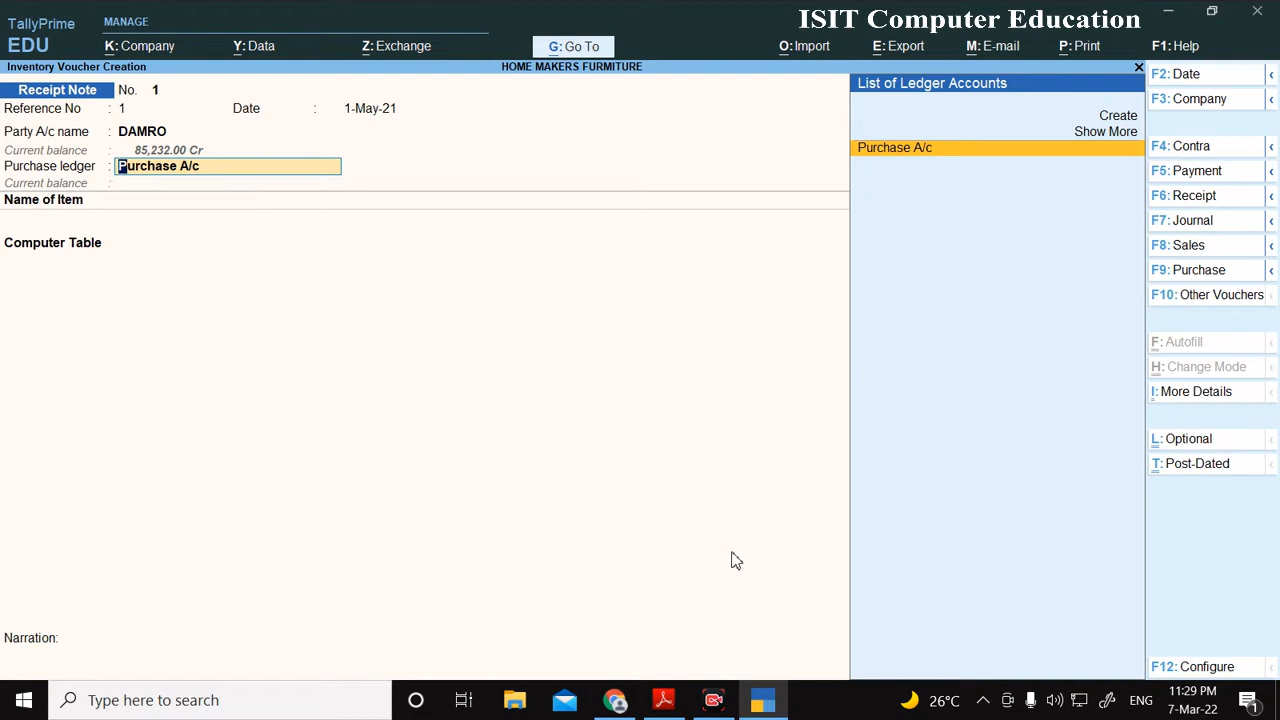 ISIT Computer Education
TallyPrime
EDU
MANAGE
K: Company
Y: Data
Z: Exchange
G: Go To
O: Import
E: Export
M: E-mail
P: Print
F1: Help
Inventory Voucher Creation
HOME MAKERS FURMITURE
Receipt Note No. 1
Reference No : 1 Date : 1-May-21
Party A/c name : DAMRO
Current balance : 85,232.00 Cr
Purchase ledger : Purchase A/c
Current balance :
Name of Item
Computer Table
Narration:
List of Ledger Accounts
Create
Show More
Purchase A/c
F2: Date
F3: Company
F4: Contra
F5: Payment
F6: Receipt
F7: Journal
F8: Sales
F9: Purchase
F10: Other Vouchers
F: Autofill
H: Change Mode
I: More Details
L: Optional
T: Post-Dated
F12: Configure
Type here to search
26°C
ENG
11:29 PM
7-Mar-22
1